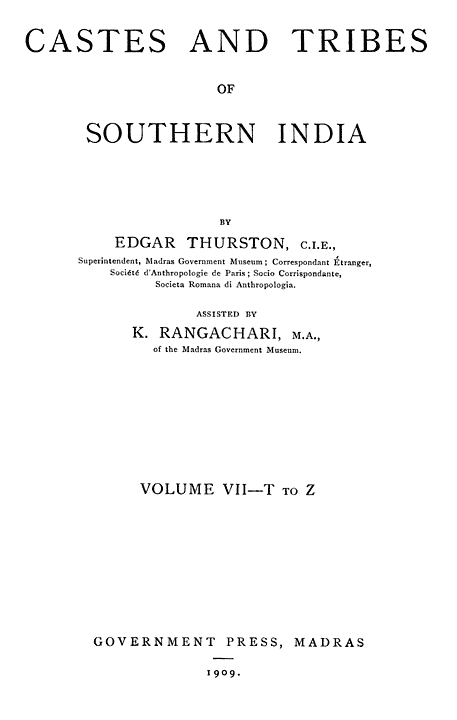 CASTES AND TRIBES
OF
SOUTHERN INDIA
BY
EDGAR THURSTON, C.I.E.,
Superintendent, Madras Government Museum; Correspondant Étranger,
Société d'Anthropologie de Paris; Socio Corrispondante,
Societa Romana di Anthropologia.
ASSISTED BY
K. RANGACHARI, M.A.,
of the Madras Government Museum.
VOLUME VII—T TO Z
GOVERNMENT PRESS, MADRAS
1909.